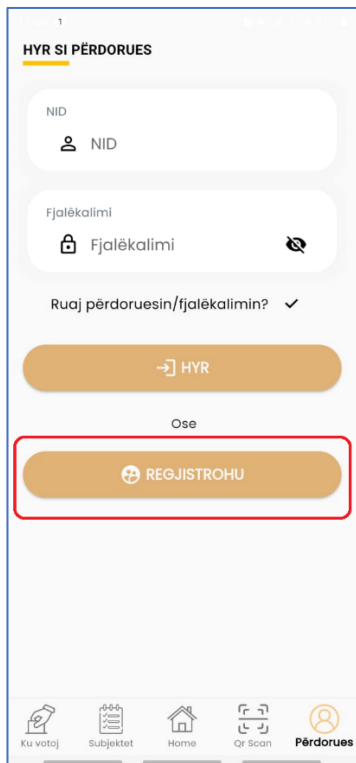 1
HYR SI PËRDORUES
NID
NID
Fjalëkalimi
Fjalëkalimi
Ruaj përdoruesin/fjalëkalimin?
HYR
Ose
REGJISTROHU
Ku votoj Subjektet Home Qr Scan Përdorues